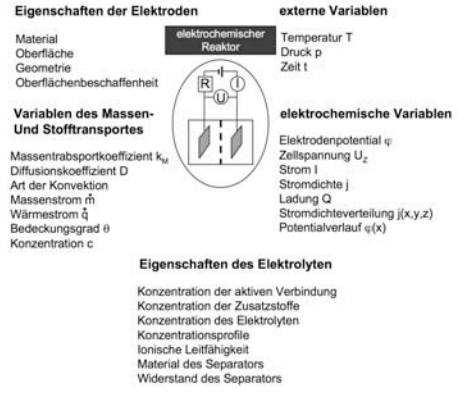 Eigenschaften der Elektroden
Material
Oberfläche
Geometrie
Oberflächenbeschaffenheit
elektrochemischer
Reaktor
R
I
U
externe Variablen
Temperatur T
Druck p
Zeit t
Variablen des Massen-
Und Stofftransportes
Massentrabsportkoeffizient k_M
Diffusionskoeffizient D
Art der Konvektion
Massenstrom ṁ
Wärmestrom q̇
Bedeckungsgrad θ
Konzentration c
elektrochemische Variablen
Elektrodenpotential φ
Zellspannung U_Z
Strom I
Stromdichte j
Ladung Q
Stromdichteverteilung j(x,y,z)
Potentialverlauf φ(x)
Eigenschaften des Elektrolyten
Konzentration der aktiven Verbindung
Konzentration der Zusatzstoffe
Konzentration des Elektrolyten
Konzentrationsprofile
Ionische Leitfähigkeit
Material des Separators
Widerstand des Separators